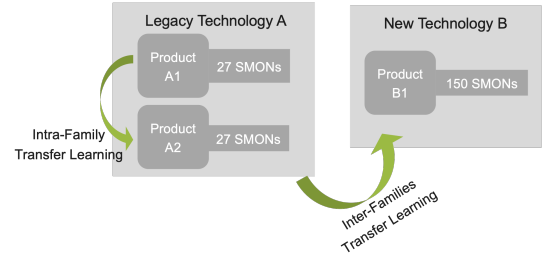 Legacy Technology A
Product
A1
27 SMONs
Product
A2
27 SMONs
Intra-Family
Transfer Learning
New Technology B
Product
B1
150 SMONs
Inter-Families
Transfer Learning